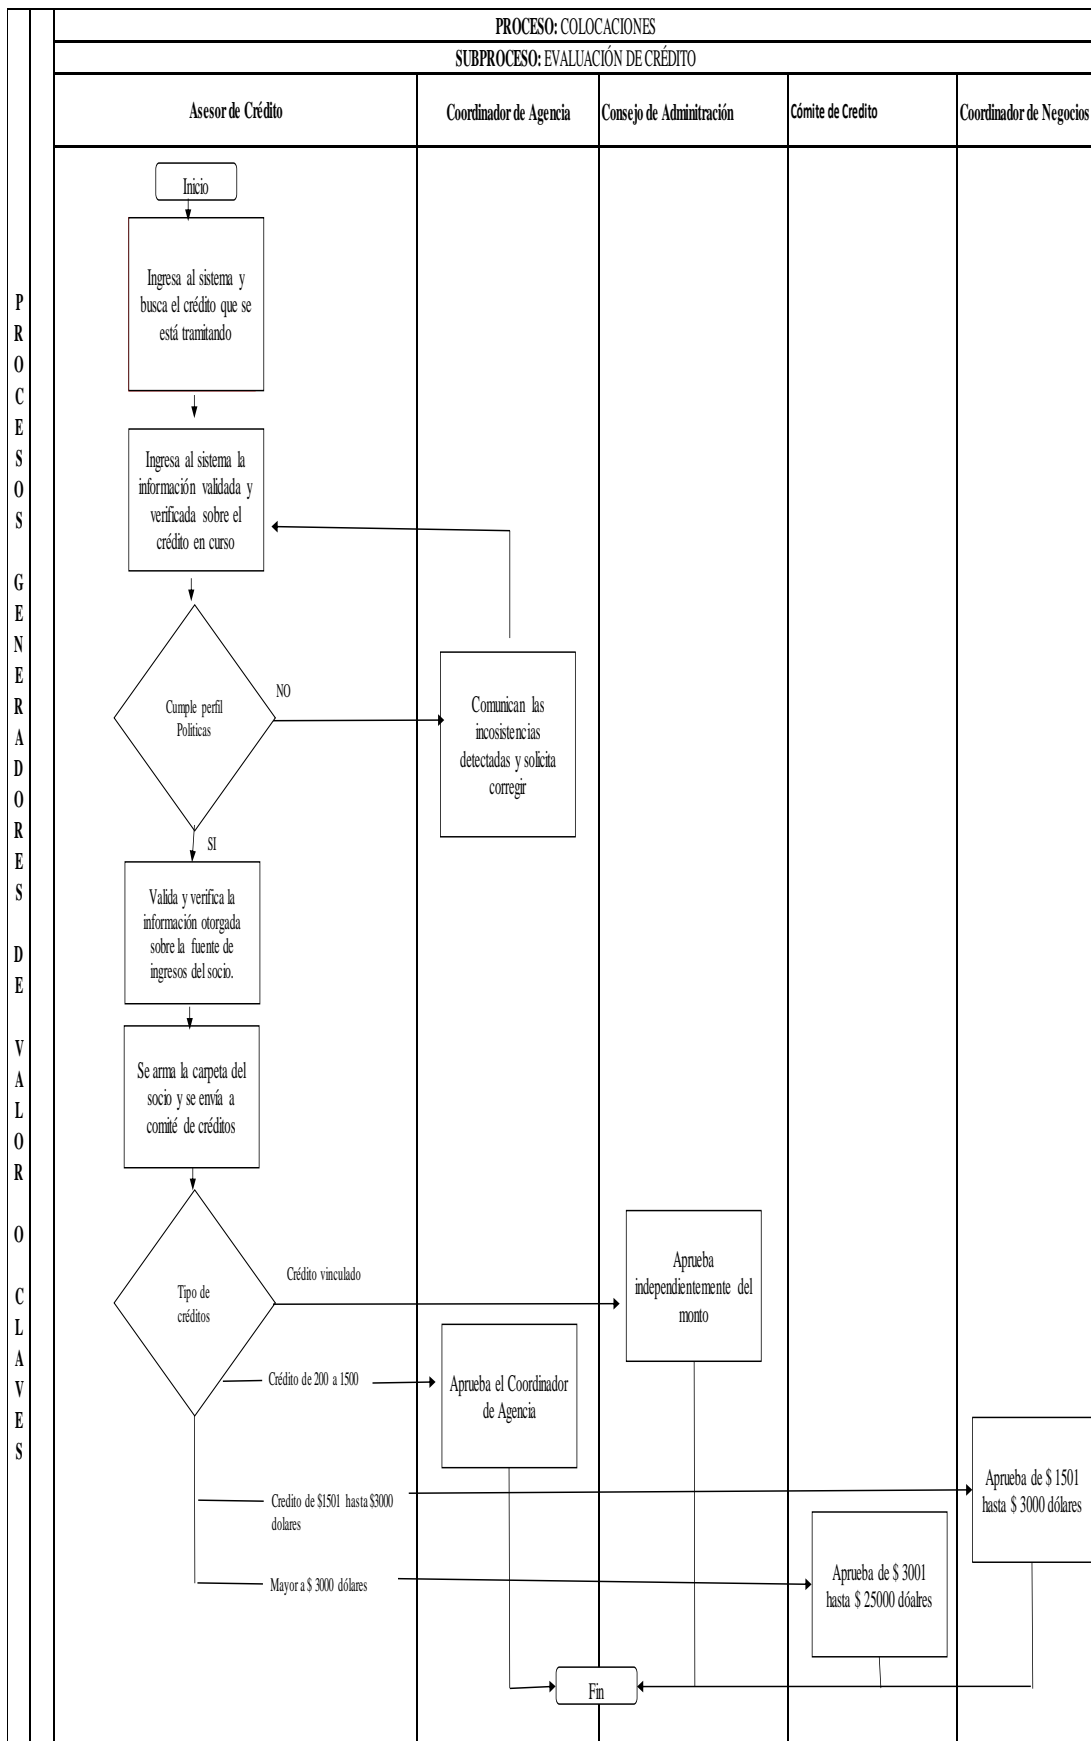 PROCESO: COLOCACIONES
SUBPROCESO: EVALUACIÓN DE CRÉDITO
Asesor de Crédito
Coordinador de Agencia
Consejo de Adminitración
Cómite de Credito
Coordinador de Negocios
PROCESOS GENERADORES DE VALOR O CLAVES
Inicio
Ingresa al sistema y
busca el crédito que se
está tramitando
Ingresa al sistema la
información validada y
verificada sobre el
crédito en curso
Cumple perfil
Politicas
NO
Comunican las
incosistencias
detectadas y solicita
corregir
SI
Valida y verifica la
información otorgada
sobre la fuente de
ingresos del socio.
Se arma la carpeta del
socio y se envía a
comité de créditos
Tipo de
créditos
Crédito vinculado
Aprueba
independientemente del
monto
Crédito de 200 a 1500
Aprueba el Coordinador
de Agencia
Credito de $1501 hasta $3000
dolares
Aprueba de $ 1501
hasta $ 3000 dólares
Mayor a $ 3000 dólares
Aprueba de $ 3001
hasta $ 25000 dóalres
Fin